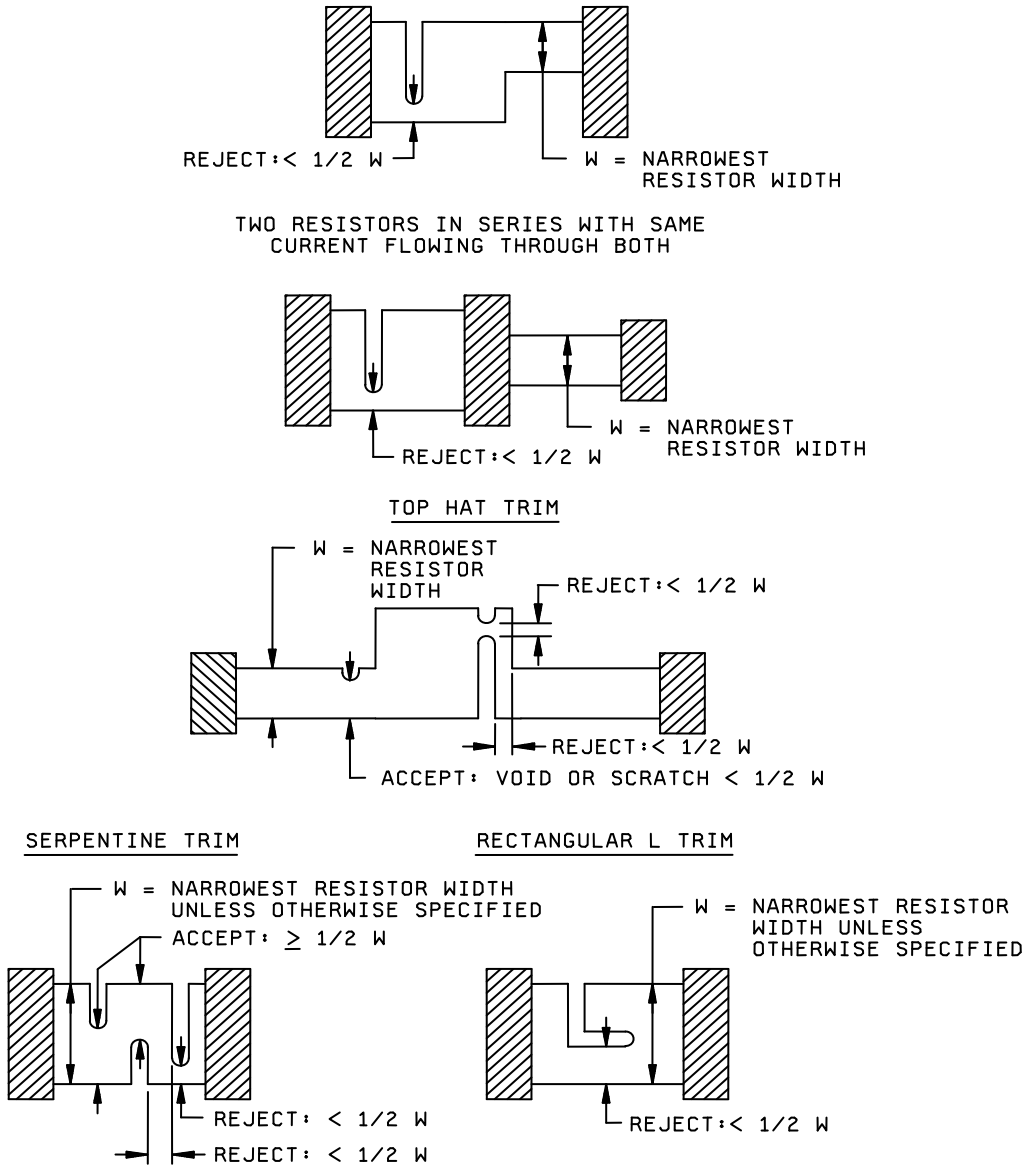 REJECT:< 1/2 W
W = NARROWEST
RESISTOR WIDTH
TWO RESISTORS IN SERIES WITH SAME
CURRENT FLOWING THROUGH BOTH
W = NARROWEST
RESISTOR WIDTH
REJECT:< 1/2 W
TOP HAT TRIM
W = NARROWEST
RESISTOR
WIDTH
REJECT:< 1/2 W
REJECT:< 1/2 W
ACCEPT: VOID OR SCRATCH < 1/2 W
SERPENTINE TRIM
W = NARROWEST RESISTOR WIDTH
UNLESS OTHERWISE SPECIFIED
ACCEPT: ≥ 1/2 W
REJECT: < 1/2 W
REJECT: < 1/2 W
RECTANGULAR L TRIM
W = NARROWEST RESISTOR
WIDTH UNLESS
OTHERWISE SPECIFIED
REJECT:< 1/2 W